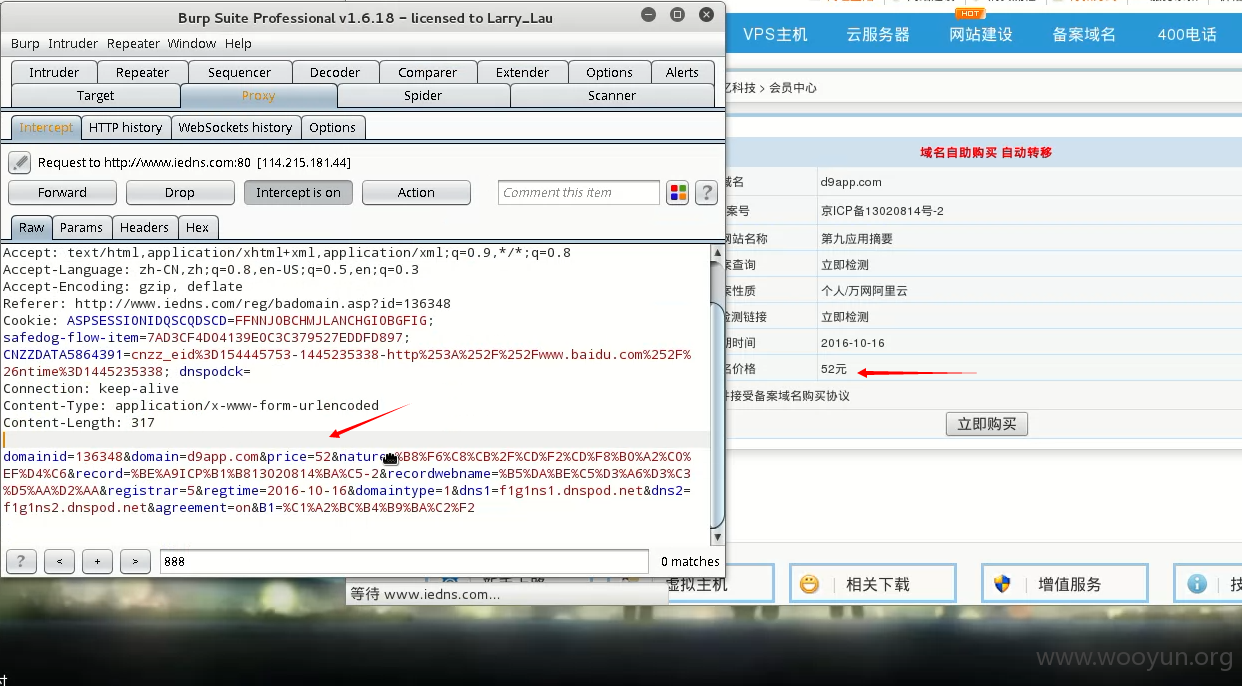 Burp Suite Professional v1.6.18 - licensed to Larry_Lau
Burp Intruder Repeater Window Help
Intruder Repeater Sequencer Decoder Comparer Extender Options Alerts
Target Proxy Spider Scanner
Intercept HTTP history WebSockets history Options
Request to http://www.iedns.com:80 [114.215.181.44]
Forward Drop Intercept is on Action Comment this item ?
Raw Params Headers Hex
Accept: text/html,application/xhtml+xml,application/xml;q=0.9,*/*;q=0.8
Accept-Language: zh-CN,zh;q=0.8,en-US;q=0.5,en;q=0.3
Accept-Encoding: gzip, deflate
Referer: http://www.iedns.com/reg/badomain.asp?id=136348
Cookie: ASPSESSIONIDQSCQDSCD=FFNNJOBCHMJLANCHGIOBGFIG;
safedog-flow-item=7AD3CF4D04139E0C3C379527EDDFD897;
CNZZDATA5864391=cnzz_eid%3D154445753-1445235338-http%253A%252F%252Fwww.baidu.com%252F%
26ntime%3D1445235338; dnspodck=
Connection: keep-alive
Content-Type: application/x-www-form-urlencoded
Content-Length: 317
domainid=136348&domain=d9app.com&price=52&nature=%B8%F6%C8%CB%2F%CD%F2%CD%F8%B0%A2%C0%
EF%D4%C6&record=%BE%A9ICP%B1%B813020814%BA%C5-2&recordwebname=%B5%DA%BE%C5%D3%A6%D3%C3
%D5%AA%D2%AA&registrar=5&regtime=2016-10-16&domaintype=1&dns1=f1g1ns1.dnspod.net&dns2=
f1g1ns2.dnspod.net&agreement=on&B1=%C1%A2%BC%B4%B9%BA%C2%F2
? < + > 888 0 matches
等待 www.iedns.com...
HOT
VPS主机 云服务器 网站建设 备案域名 400电话
科技 > 会员中心
域名自助购买 自动转移
域名 d9app.com
案号 京ICP备13020814号-2
网站名称 第九应用摘要
案查询 立即检测
案性质 个人/万网阿里云
检测链接 立即检测
期时间 2016-10-16
名价格 52元
并接受备案域名购买协议
立即购买
虚拟主机 相关下载 增值服务 技
www.wooyun.org